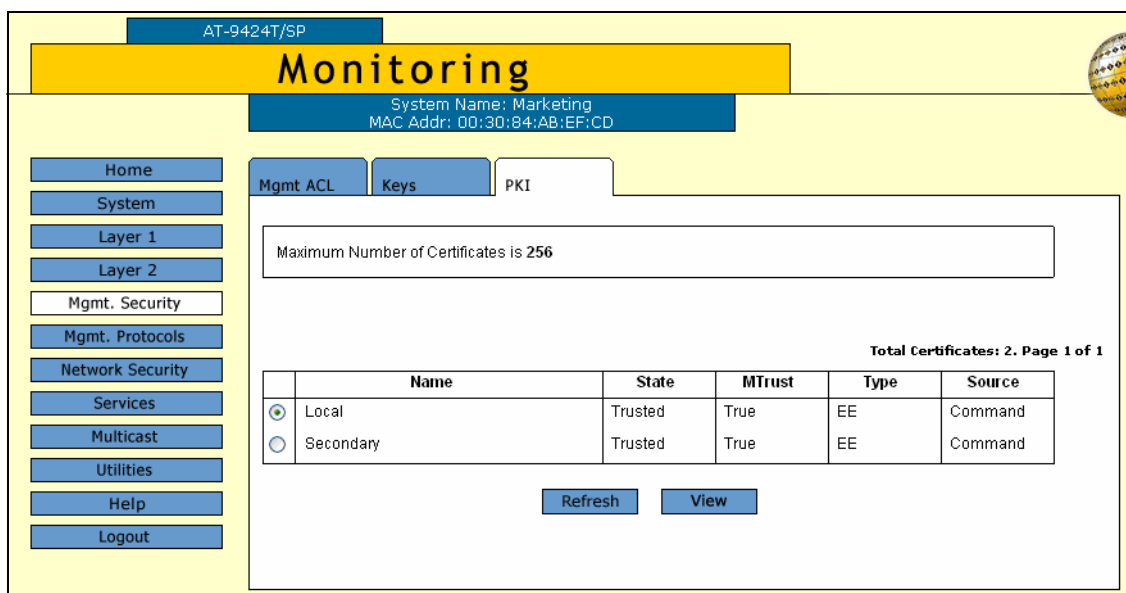 AT-9424T/SP
Monitoring
System Name: Marketing
MAC Addr: 00:30:84:AB:EF:CD
Home
System
Layer 1
Layer 2
Mgmt. Security
Mgmt. Protocols
Network Security
Services
Multicast
Utilities
Help
Logout
Mgmt ACL Keys PKI
Maximum Number of Certificates is 256
Total Certificates: 2. Page 1 of 1
Name State MTrust Type Source
Local Trusted True EE Command
Secondary Trusted True EE Command
Refresh View